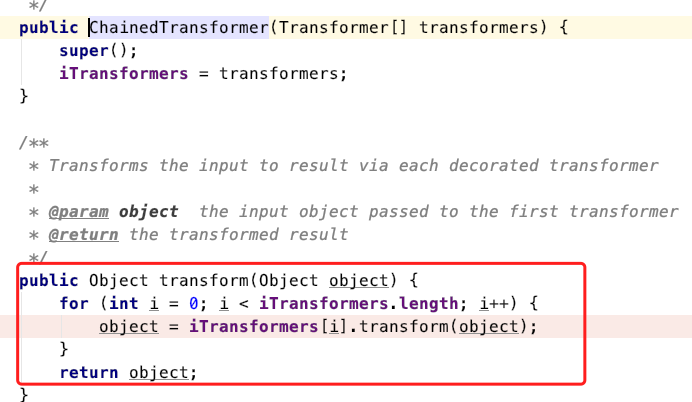 */
public ChainedTransformer(Transformer[] transformers) {
super();
iTransformers = transformers;
}
/**
* Transforms the input to result via each decorated transformer
*
* @param object  the input object passed to the first transformer
* @return the transformed result
*/
public Object transform(Object object) {
for (int i = 0; i < iTransformers.length; i++) {
object = iTransformers[i].transform(object);
}
return object;
}